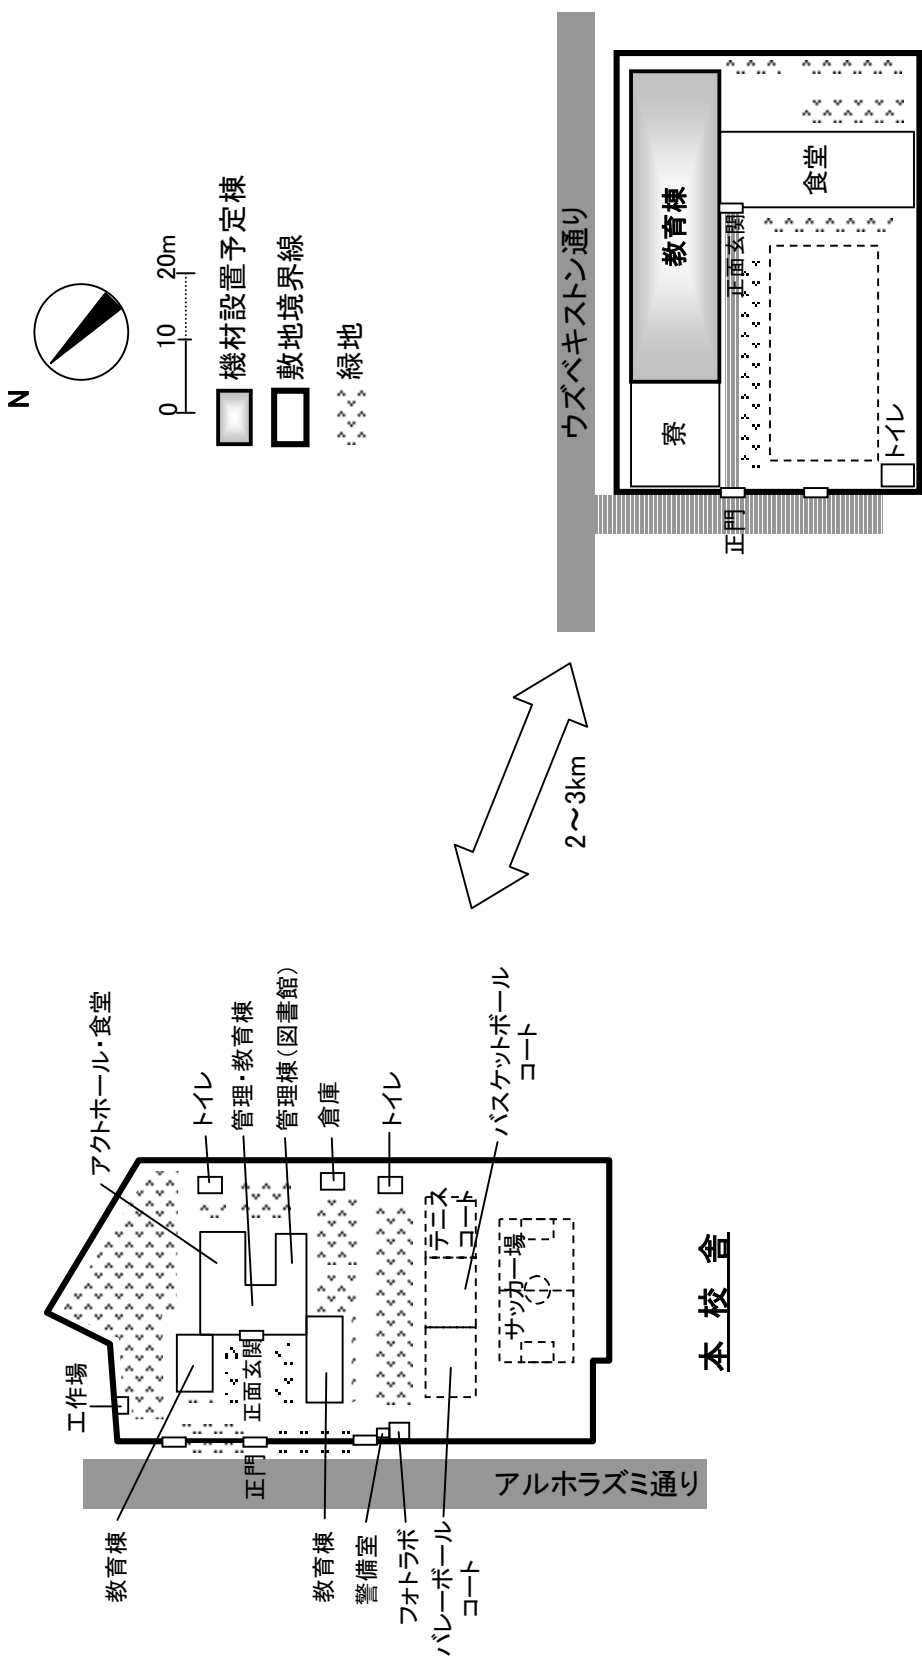 N
0 10 20m
機材設置予定棟
敷地境界線
緑地
アクトホール・食堂
トイレ
管理・教育棟
管理棟(図書館)
倉庫
トイレ
バスケットボール
コート
工作場
正面玄関
正門
テニス
コート
サッカー場
教育棟
教育棟
警備室
フォトラボ
バレーボール
コート
アルホラズミ通り
本校舎
2～3km
ウズベキストン通り
教育棟
寮
食堂
正面玄関
正門
トイレ